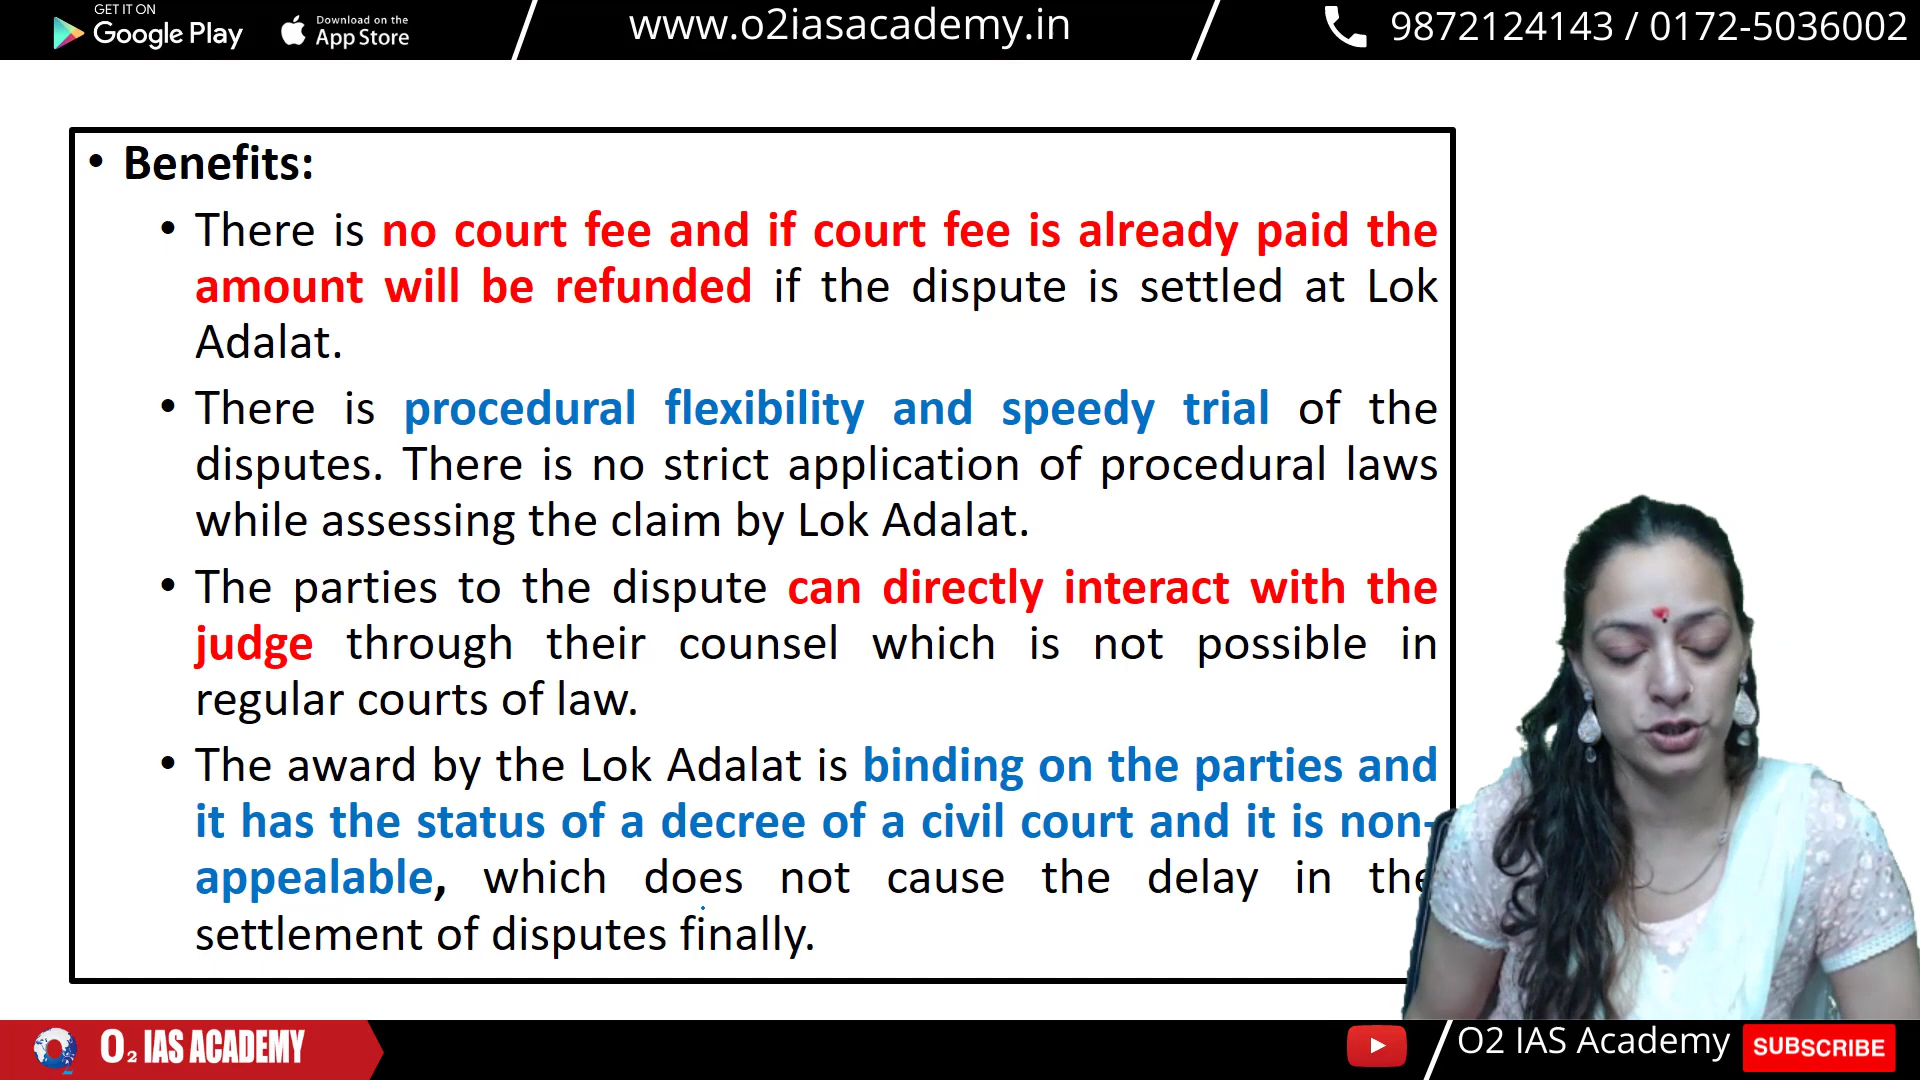 GET IT ON
Google Play
Download on the
App Store
www.o2iasacademy.in
9872124143 / 0172-5036002
• Benefits:
• There is no court fee and if court fee is already paid the
amount will be refunded if the dispute is settled at Lok
Adalat.
• There is procedural flexibility and speedy trial of the
disputes. There is no strict application of procedural laws
while assessing the claim by Lok Adalat.
• The parties to the dispute can directly interact with the
judge through their counsel which is not possible in
regular courts of law.
• The award by the Lok Adalat is binding on the parties and
it has the status of a decree of a civil court and it is non-
appealable, which does not cause the delay in the
settlement of disputes finally.
O₂ IAS ACADEMY
O2 IAS Academy
SUBSCRIBE